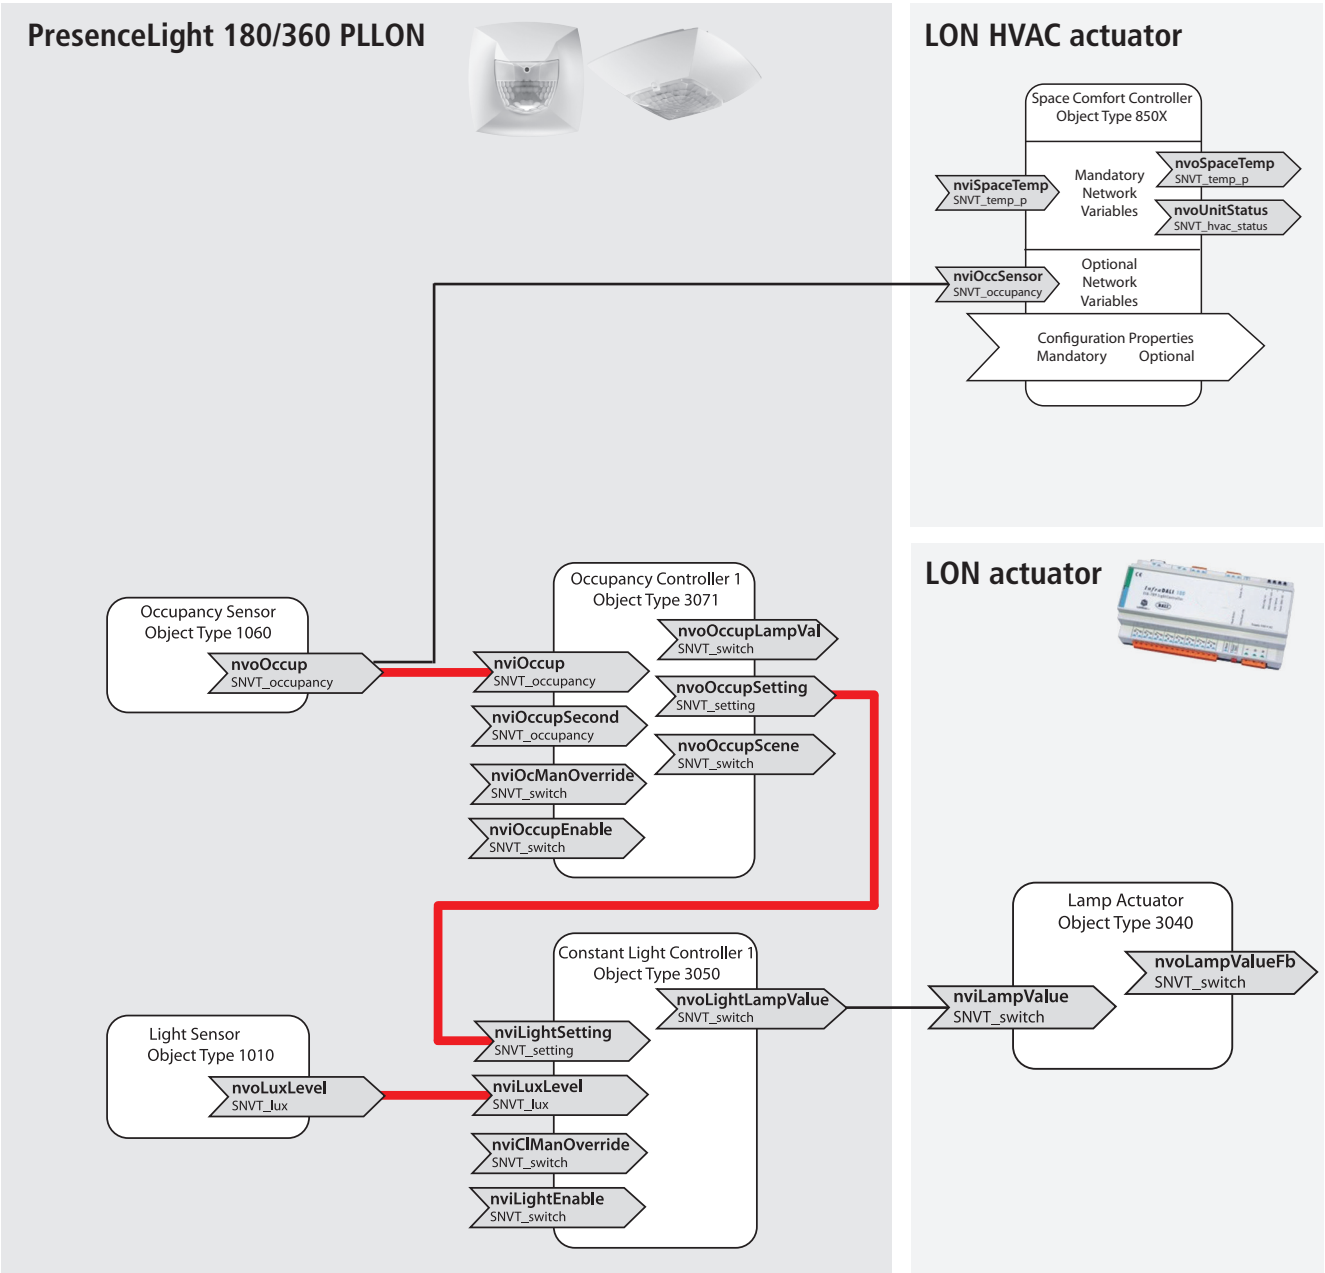 PresenceLight 180/360 PLLON
LON HVAC actuator
Space Comfort Controller
Object Type 850X
Mandatory
Network
Variables
nviSpaceTemp
SNVT_temp_p
nvoSpaceTemp
SNVT_temp_p
nvoUnitStatus
SNVT_hvac_status
nviOccSensor
SNVT_occupancy
Optional
Network
Variables
Configuration Properties
Mandatory Optional
Occupancy Sensor
Object Type 1060
nvoOccup
SNVT_occupancy
Occupancy Controller 1
Object Type 3071
nvoOccupLampVal
SNVT_switch
nviOccup
SNVT_occupancy
nvoOccupSetting
SNVT_setting
nviOccupSecond
SNVT_occupancy
nvoOccupScene
SNVT_switch
nviOcManOverride
SNVT_switch
nviOccupEnable
SNVT_switch
LON actuator
InfraDALI 100
DALI
Lamp Actuator
Object Type 3040
nvoLampValueFb
SNVT_switch
nviLampValue
SNVT_switch
Constant Light Controller 1
Object Type 3050
nvoLightLampValue
SNVT_switch
nviLightSetting
SNVT_setting
nviLuxLevel
SNVT_lux
nviClManOverride
SNVT_switch
nviLightEnable
SNVT_switch
Light Sensor
Object Type 1010
nvoLuxLevel
SNVT_lux